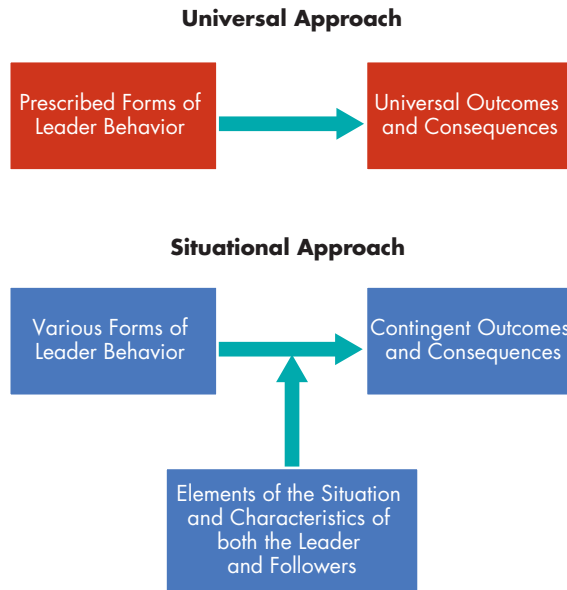 Universal Approach
Prescribed Forms of
Leader Behavior
Universal Outcomes
and Consequences
Situational Approach
Various Forms of
Leader Behavior
Contingent Outcomes
and Consequences
Elements of the Situation
and Characteristics of
both the Leader
and Followers